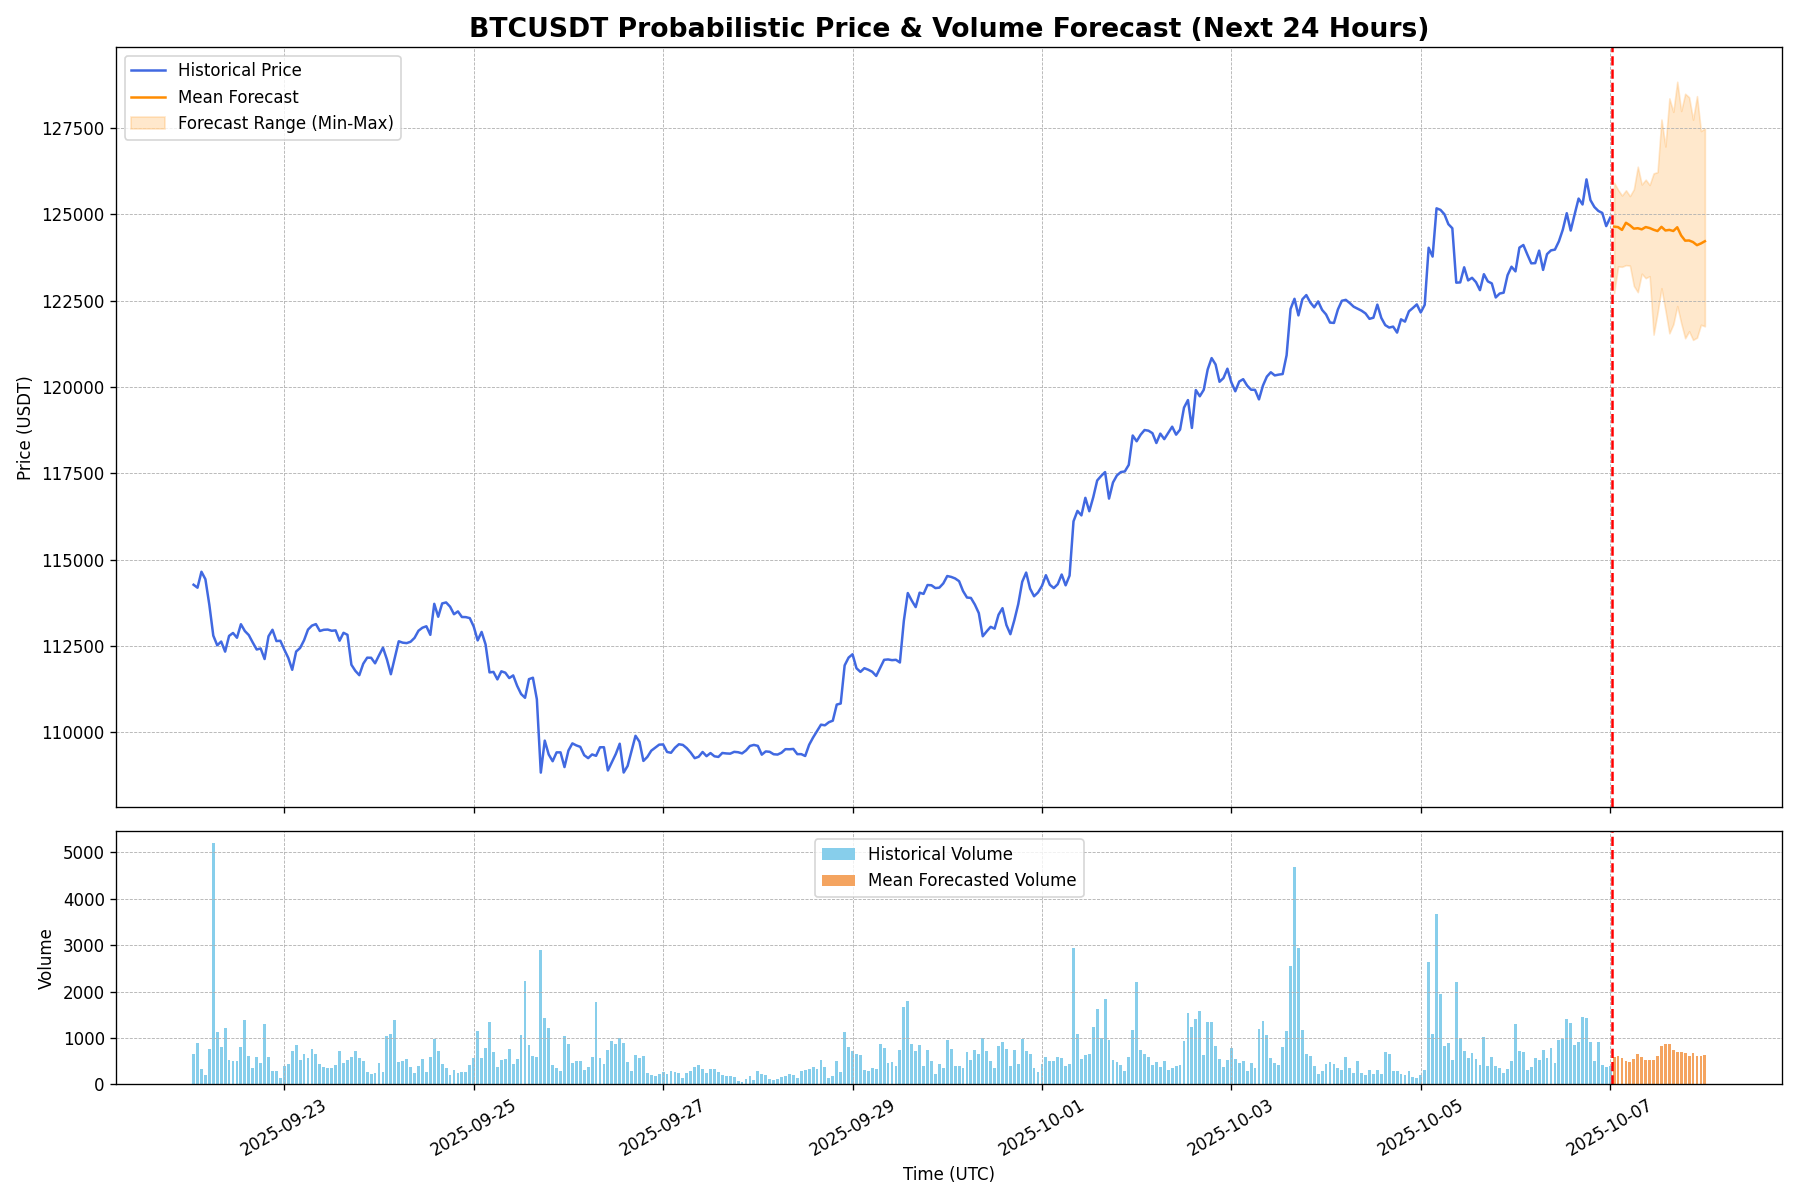 BTCUSDT Probabilistic Price & Volume Forecast (Next 24 Hours)
Historical Price
Mean Forecast
Forecast Range (Min-Max)
127500
125000
122500
120000
117500
115000
112500
110000
Price (USDT)
Historical Volume
Mean Forecasted Volume
5000
4000
3000
2000
1000
0
Volume
2025-09-23
2025-09-25
2025-09-27
2025-09-29
2025-10-01
2025-10-03
2025-10-05
2025-10-07
Time (UTC)